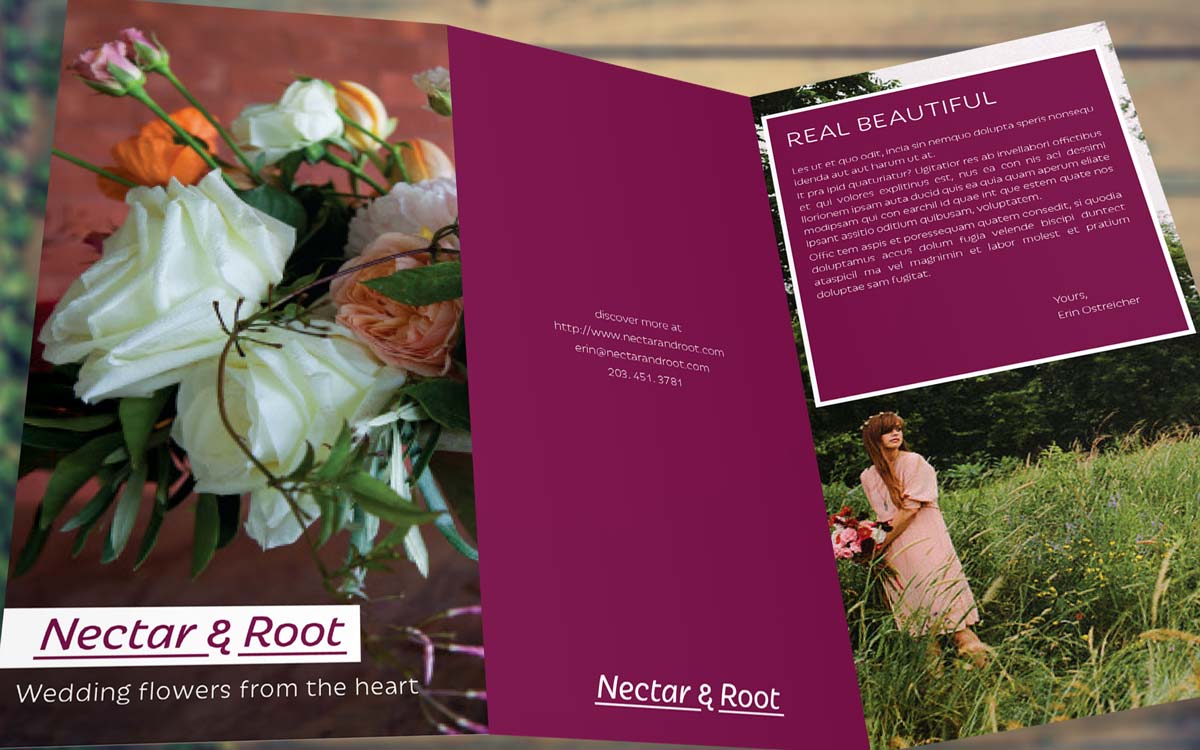 Nectar & Root
Wedding flowers from the heart
discover more at
http://www.nectarandroot.com
erin@nectarandroot.com
203.451.3781
Nectar & Root
REAL BEAUTIFUL
Les ut et quo odit, incia sin nemquo dolupta speris nonsequ
idenda aut aut harum ut at.
It pra ipid quaturiatur? Ugitatior res ab invellabori offictibus
et qui volores explitinus est, nus ea con nis aci dessimi
llorionem ipsam auta ducid quis ea quia quam aperum eliate
modipsam qui con earchil id quae int que estem quate nos
ipsant assitio oditium quibusam, voluptatem.
Offic tem aspis et poressequam quatem consedit, si quodia
doluptamus accus dolum fugia velende biscipi duntect
ataspicil ma vel magnimin et labor molest et pratium
doluptae sam fugitat.
Yours,
Erin Ostreicher